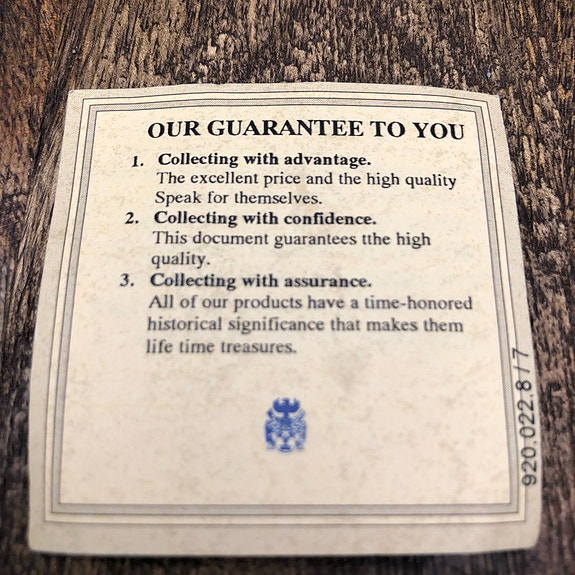 OUR GUARANTEE TO YOU
1. Collecting with advantage.
The excellent price and the high quality
Speak for themselves.
2. Collecting with confidence.
This document guarantees tthe high
quality.
3. Collecting with assurance.
All of our products have a time-honored
historical significance that makes them
life time treasures.
920.022.8/7